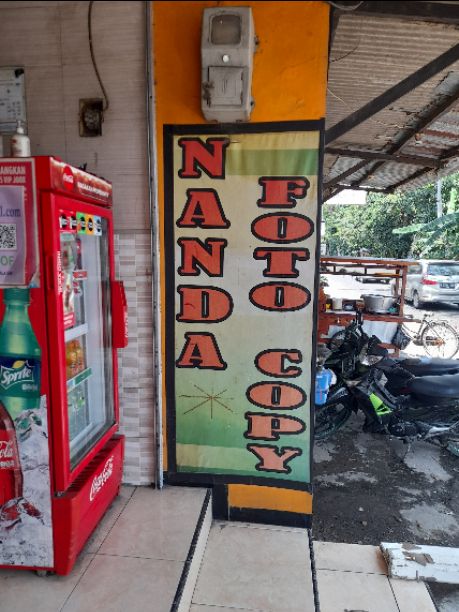 NANDA
FOTO COPY
Sprite
Coca-Cola